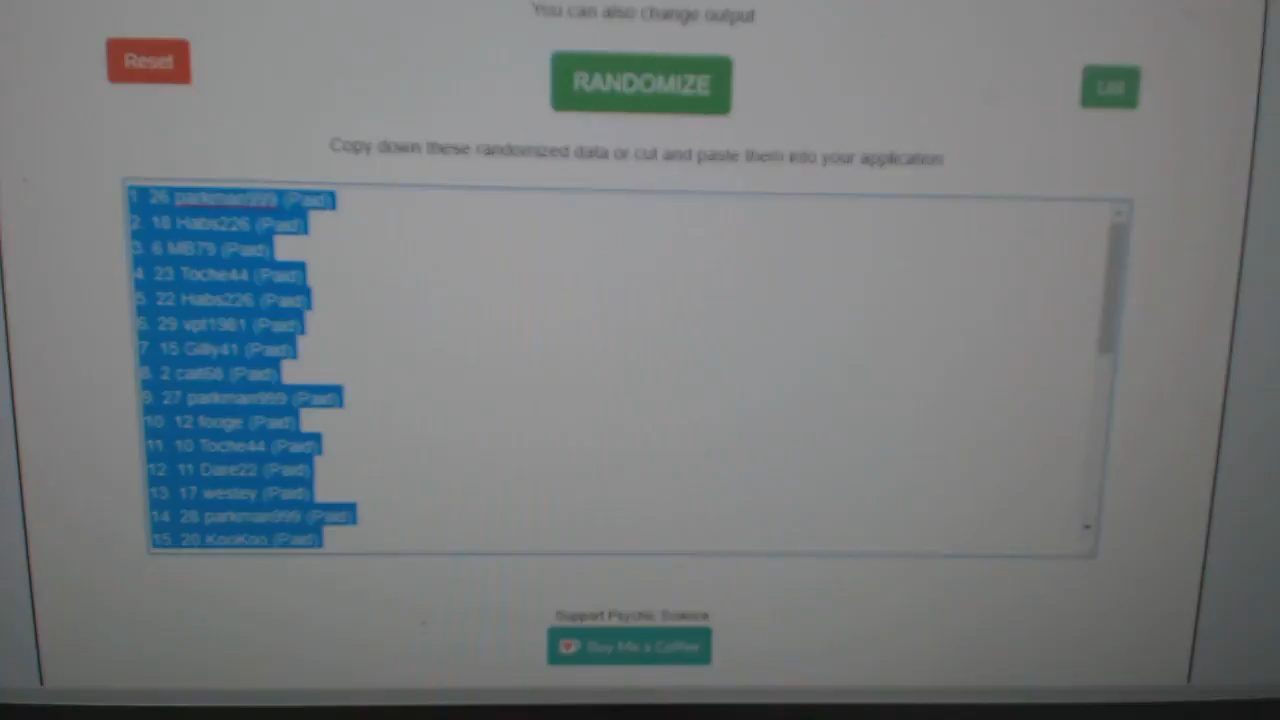 You can also change output
Reset
RANDOMIZE
List
Copy down these randomized data or cut and paste them into your application
1. 26 parkman999 (Paid)
2. 18 Habs226 (Paid)
3. 6 MB79 (Paid)
4. 23 Toche44 (Paid)
5. 22 Habs226 (Paid)
6. 29 vpt1981 (Paid)
7. 15 Gilly41 (Paid)
8. 2 (Paid)
9. 27 parkman999 (Paid)
10. 12 fooge (Paid)
11. 10 Toche44 (Paid)
12. 11 Dare22 (Paid)
13. 17 westey (Paid)
14. 28 parkman999 (Paid)
15. 20 KooKoo (Paid)
Support Psychic Science
Buy Me a Coffee